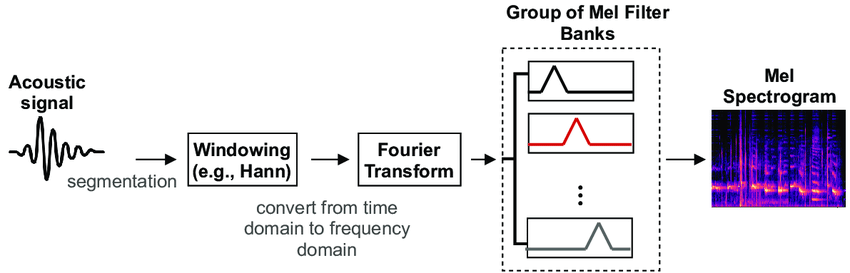 Acoustic
signal
segmentation
Windowing
(e.g., Hann)
Fourier
Transform
convert from time
domain to frequency
domain
Group of Mel Filter
Banks
Mel
Spectrogram